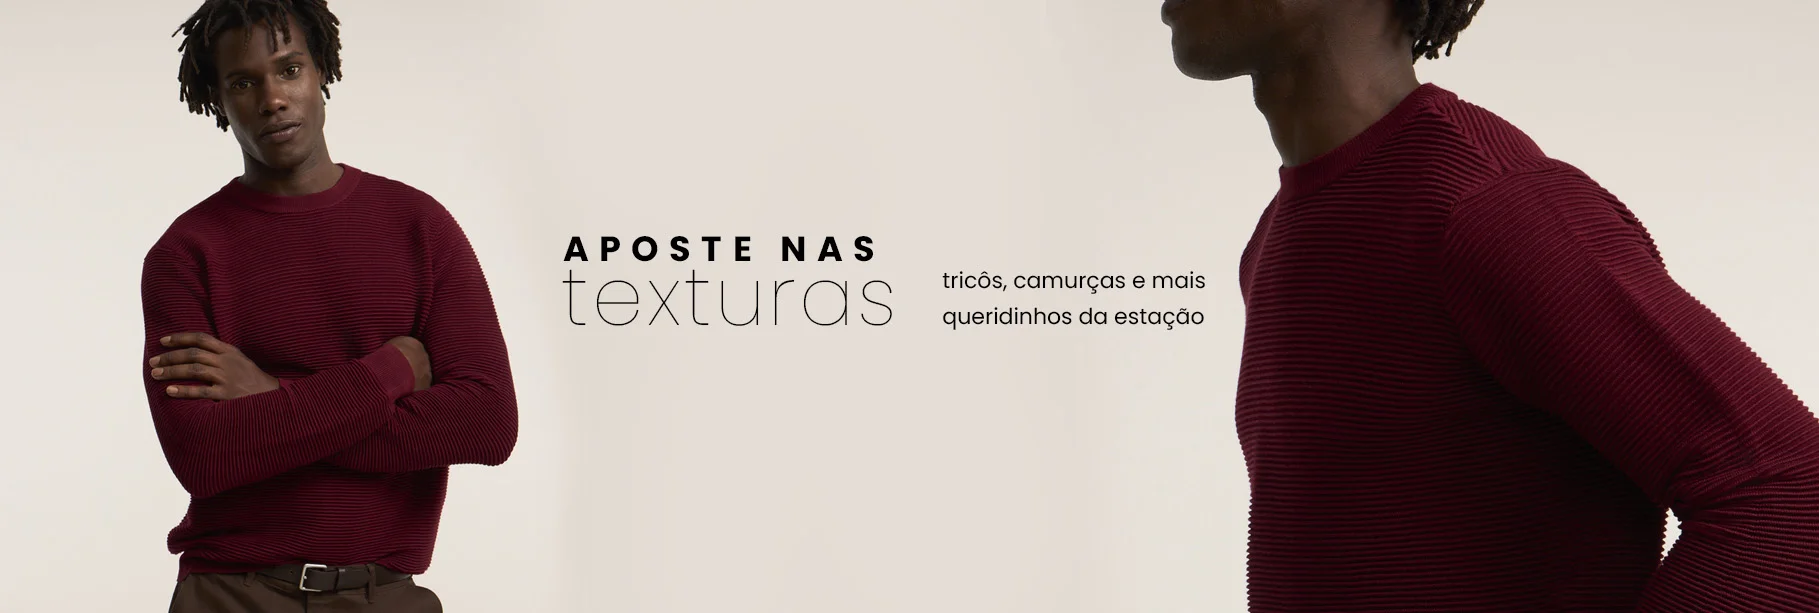 APOSTE NAS
texturas
tricôs, camurças e mais
queridinhos da estação